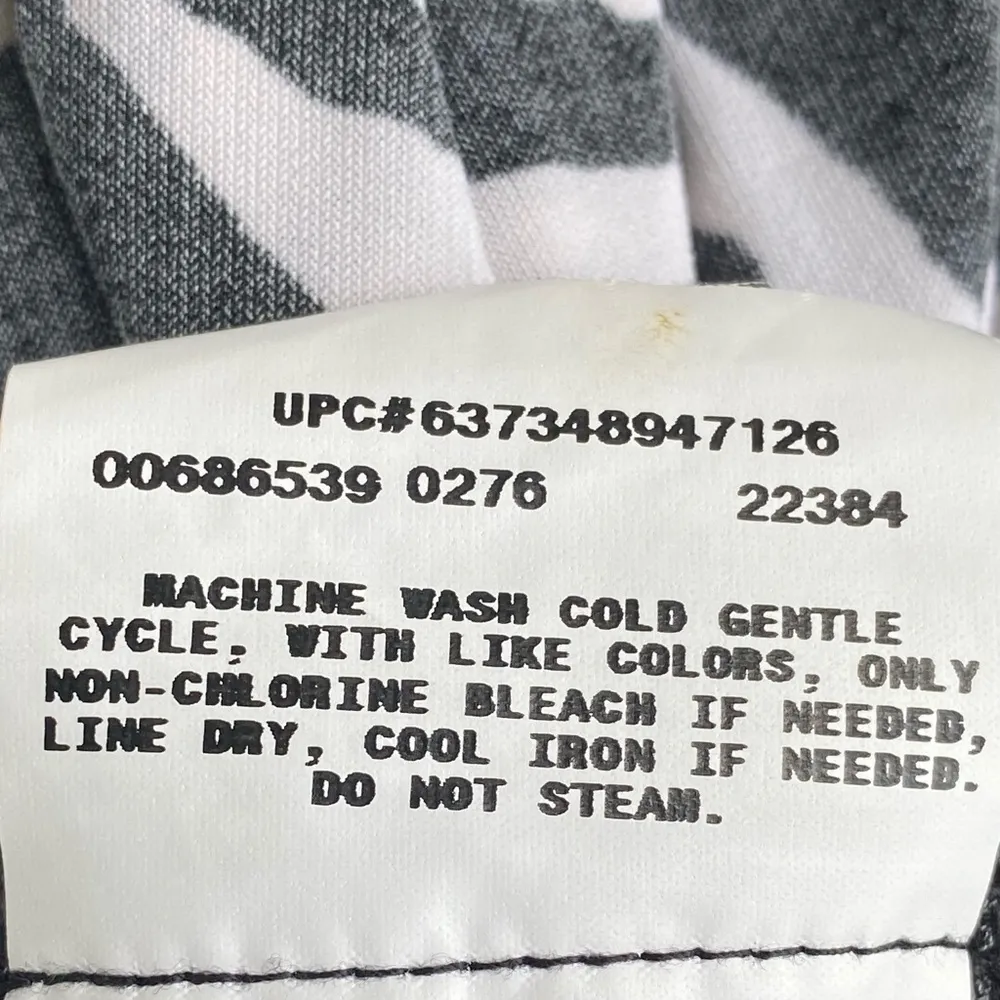 UPC#637348947126
00686539 0276 22384
MACHINE WASH COLD GENTLE
CYCLE, WITH LIKE COLORS, ONLY
NON-CHLORINE BLEACH IF NEEDED,
LINE DRY, COOL IRON IF NEEDED.
DO NOT STEAM.